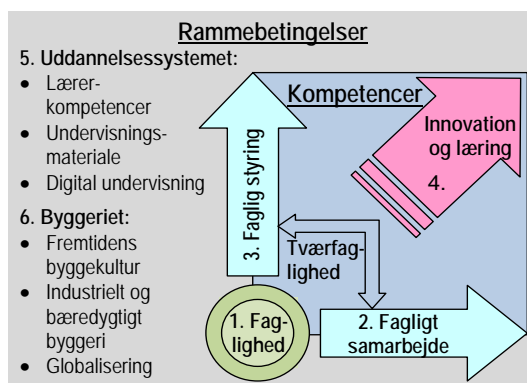 Rammebetingelser
5. Uddannelsessystemet:
• Lærer-
kompetencer
• Undervisnings-
materiale
• Digital undervisning
6. Byggeriet:
• Fremtidens
byggekultur
• Industrielt og
bæredygtigt
byggeri
• Globalisering
Kompetencer
Innovation
og læring
4.
3. Faglig styring
Tværfag-
lighed
1. Fag-
lighed
2. Fagligt
samarbejde